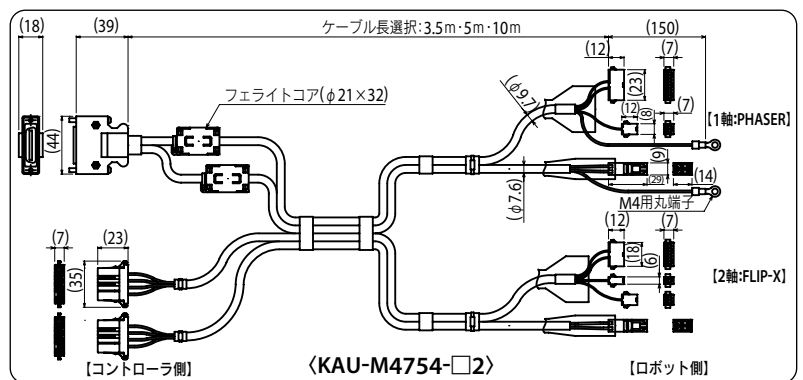 (18)
(39)
ケーブル長選択:3.5m・5m・10m
(150)
(12)
(7)
フェライトコア(φ21×32)
(φ9.7)
(23)
(12)
(8)
(7)
【1軸:PHASER】
(44)
(9)
(29)
(14)
(φ7.6)
M4用丸端子
(12)
(7)
(7)
(23)
(35)
(18)
(6)
【2軸:FLIP-X】
【コントローラ側】
〈KAU-M4754-□2〉
【ロボット側】